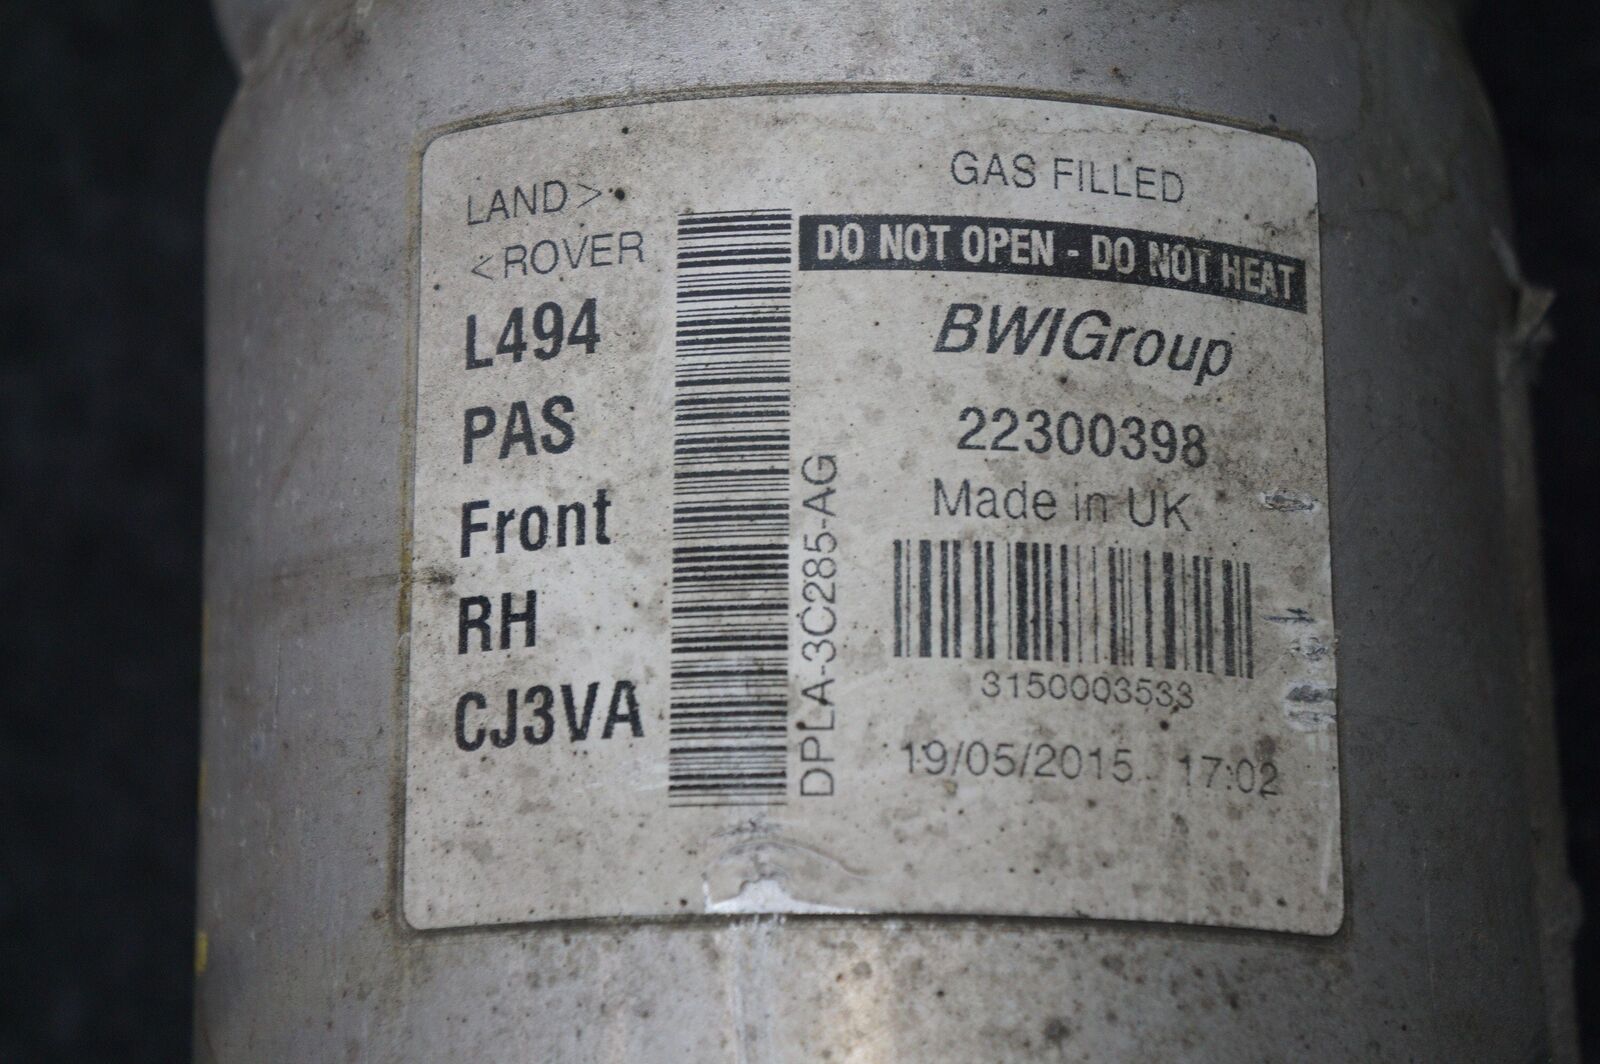 LAND>
<ROVER
L494
PAS
Front
RH
CJ3VA
DPLA-3C285-AG
GAS FILLED
DO NOT OPEN - DO NOT HEAT
BWIGroup
22300398
Made in UK
3150003533
19/05/2015 17:02